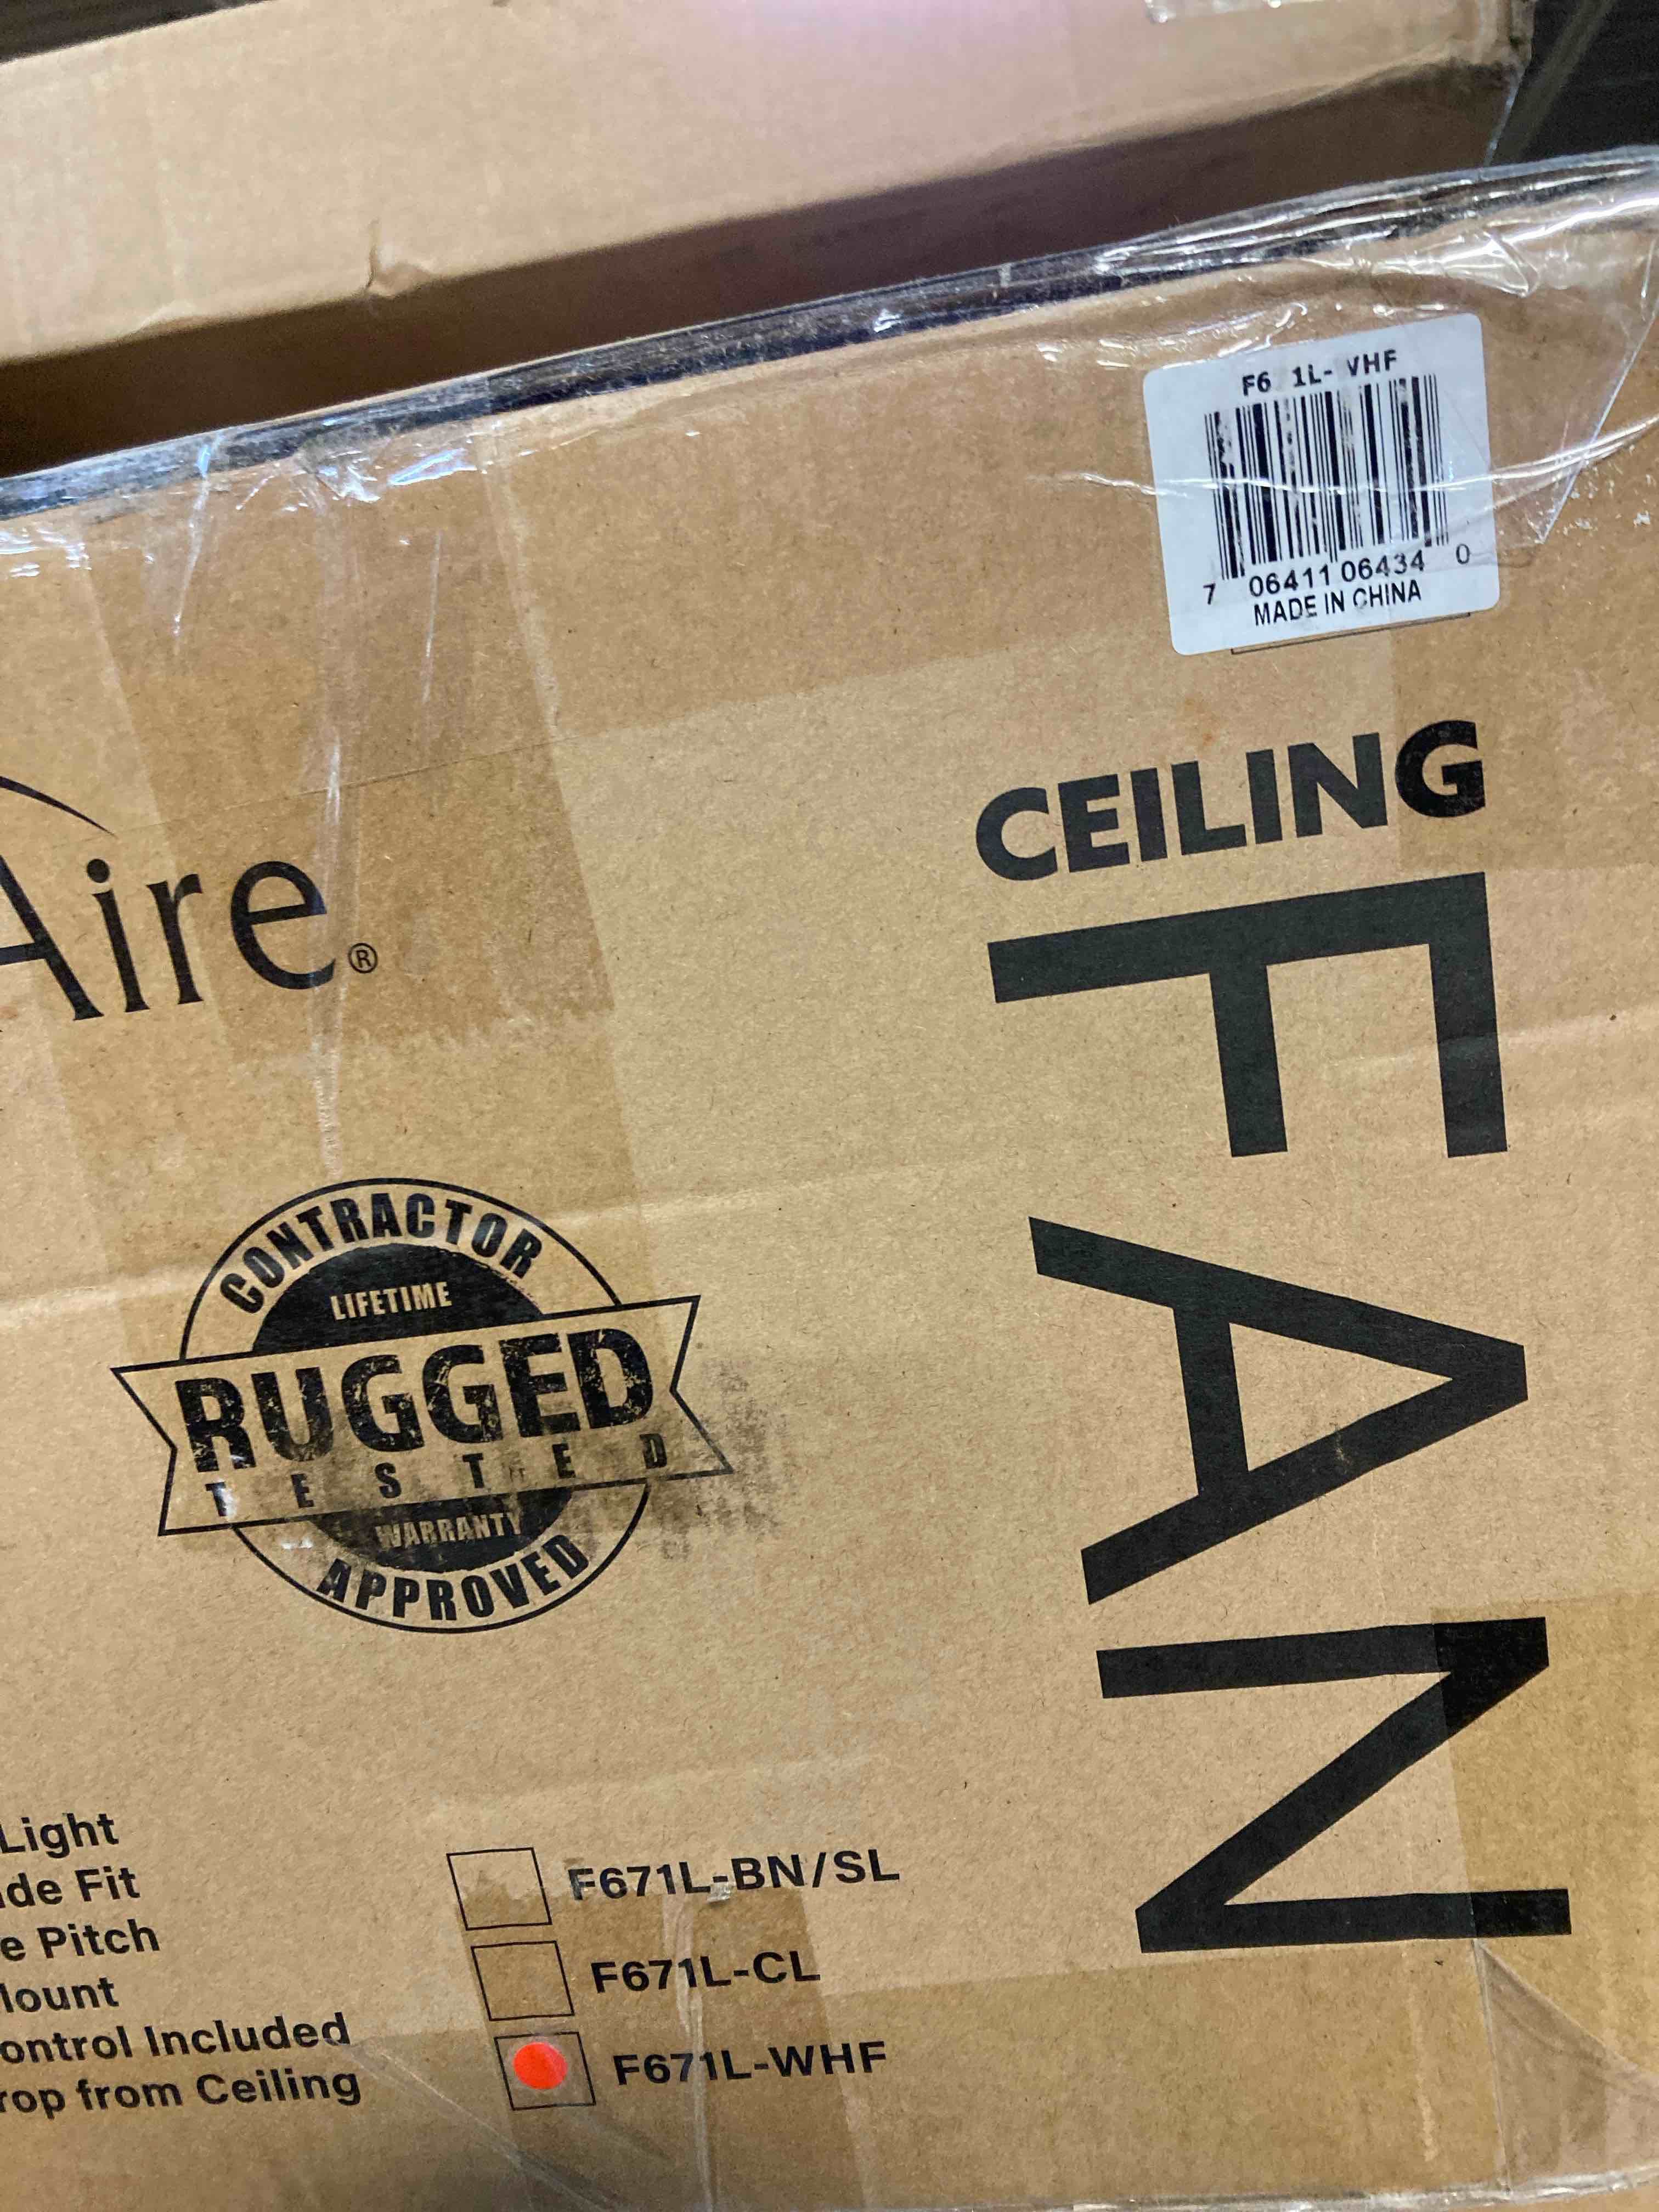 F6 1L- VHF
7 06411 06434 0
MADE IN CHINA
CEILING
FAN
Aire®
CONTRACTOR
LIFETIME
RUGGED
TESTED
WARRANTY
APPROVED
Light
de Fit
e Pitch
lount
ontrol Included
rop from Ceiling
F671L-BN/SL
F671L-CL
F671L-WHF